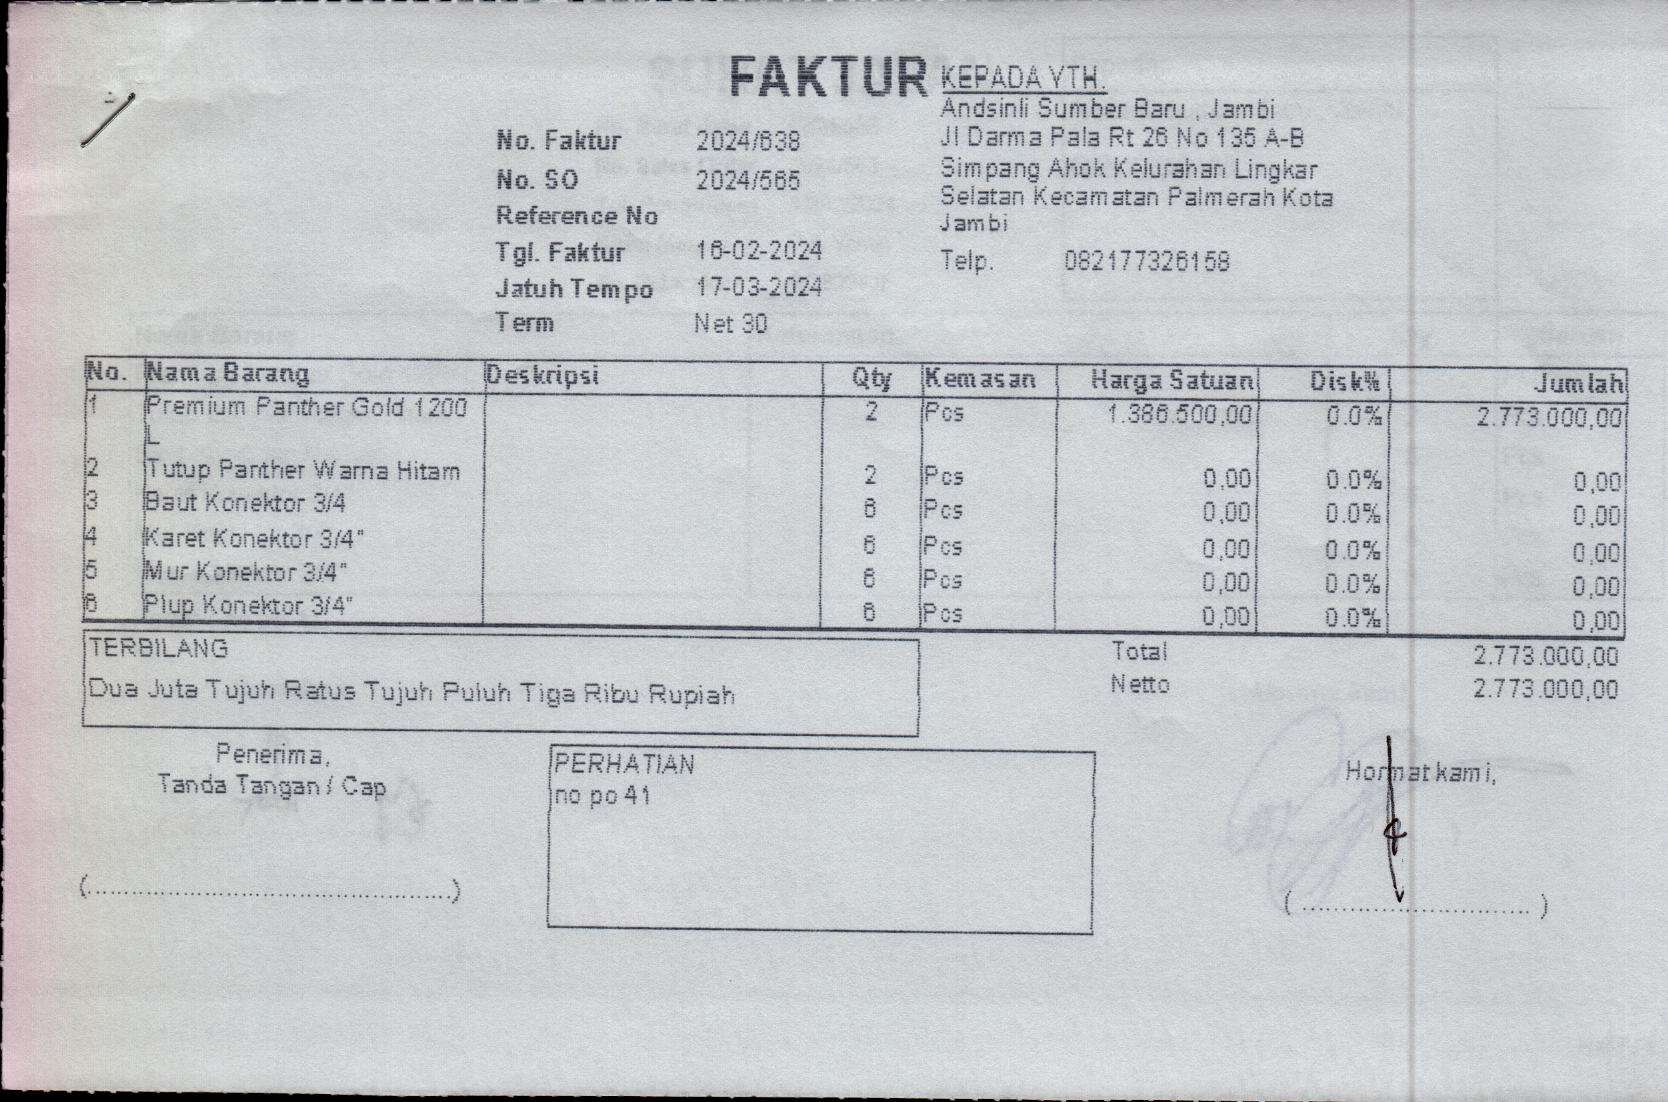 FAKTUR
KEPADA YTH.
Andsinli Sumber Baru , Jambi
Jl Darma Pala Rt 26 No 135 A-B
Simpang Ahok Kelurahan Lingkar
Selatan Kecamatan Palmerah Kota
Jambi
Telp. 082177326158
No. Faktur 2024/638
No. SO 2024/565
Reference No
Tgl. Faktur 16-02-2024
Jatuh Tempo 17-03-2024
Term Net 30
No. Nama Barang Deskripsi Qty Kemasan Harga Satuan Disk% Jumlah
1 Premium Panther Gold 1200 2 Pcs 1.386.500,00 0.0% 2.773.000,00
L
2 Tutup Panther Warna Hitam 2 Pcs 0,00 0.0% 0,00
3 Baut Konektor 3/4 6 Pcs 0,00 0.0% 0,00
4 Karet Konektor 3/4" 6 Pcs 0,00 0.0% 0,00
5 Mur Konektor 3/4" 6 Pcs 0,00 0.0% 0,00
6 Plup Konektor 3/4" 6 Pcs 0,00 0.0% 0,00
TERBILANG
Dua Juta Tujuh Ratus Tujuh Puluh Tiga Ribu Rupiah
Total 2.773.000,00
Netto 2.773.000,00
Penerima,
Tanda Tangan / Cap
(....................................................)
PERHATIAN
no po 41
Hormat kami,
( ................................ )